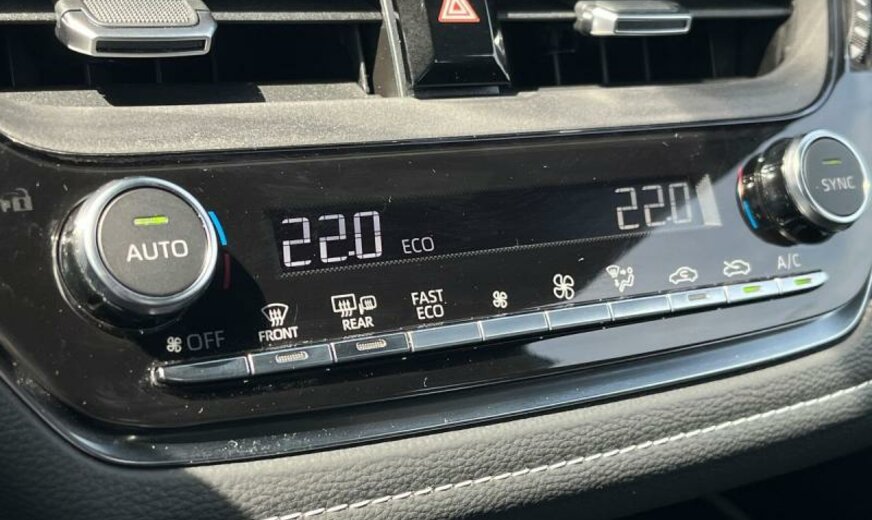 SYNC
22.0 ECO 22.0
AUTO
A/C
FAST
ECO
FRONT REAR
OFF